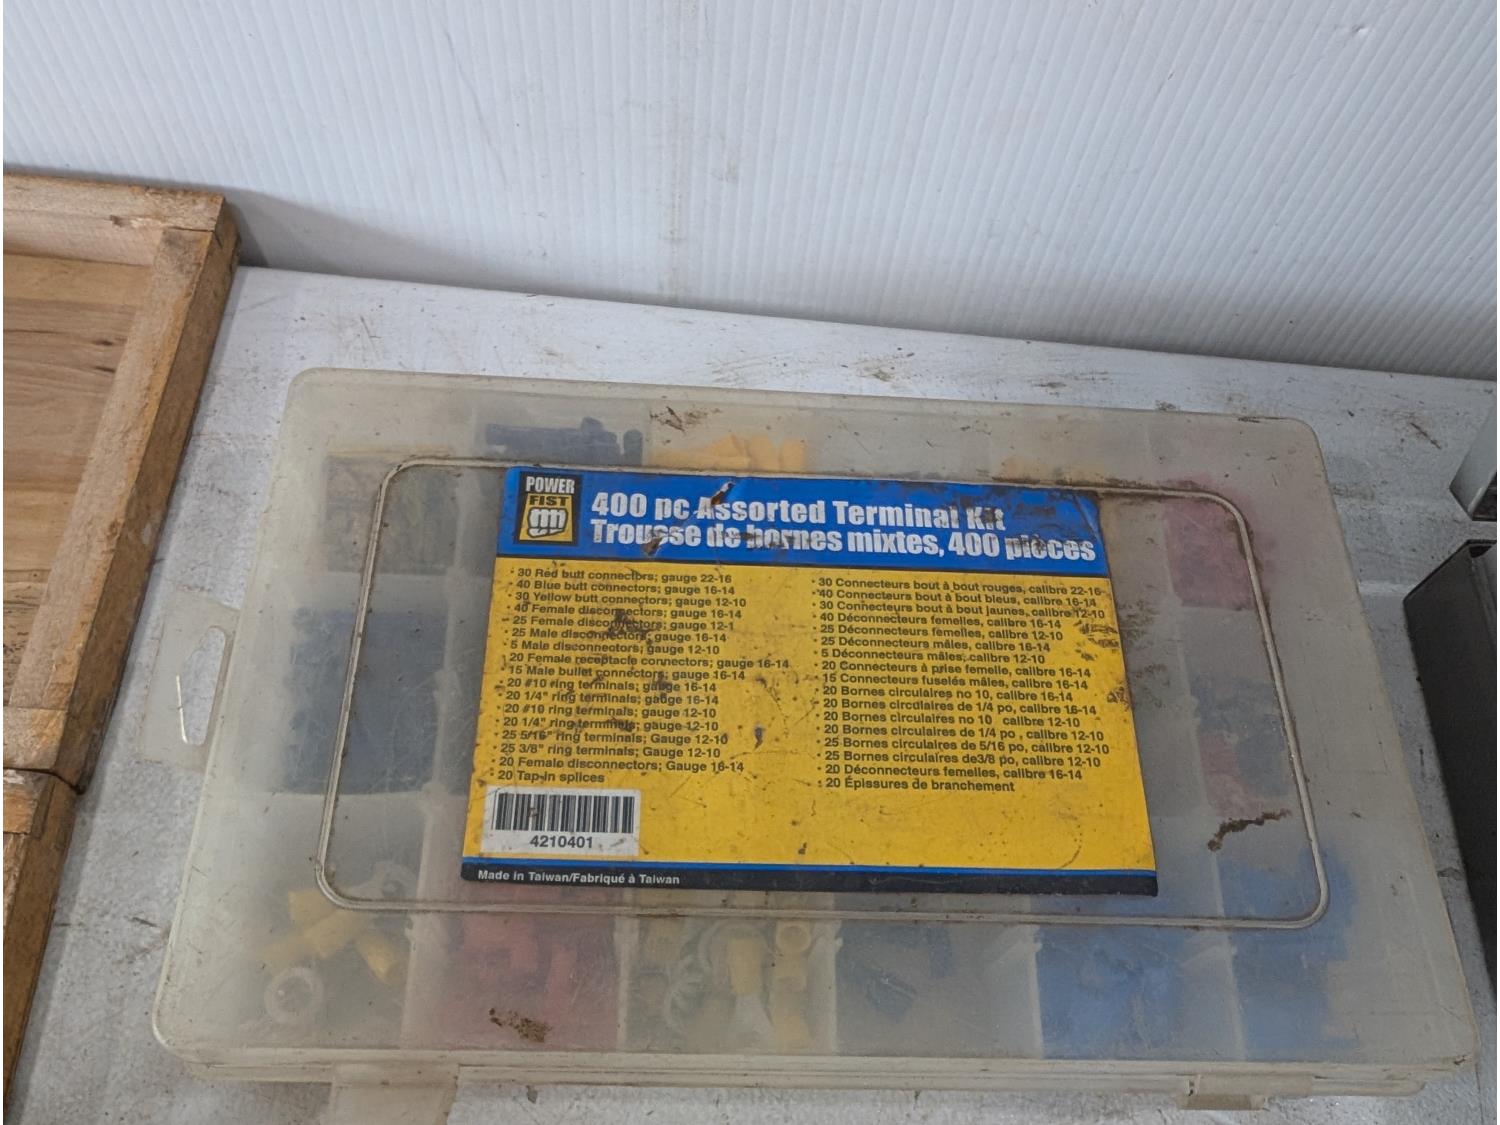 POWER
FIST
400 pc Assorted Terminal Kit
Trousse de bornes mixtes, 400 pièces
· 30 Red butt connectors; gauge 22-16
· 40 Blue butt connectors; gauge 16-14
· 30 Yellow butt connectors; gauge 12-10
· 40 Female disconnectors; gauge 16-14
· 25 Female disconnectors; gauge 12-1
· 25 Male disconnectors; gauge 16-14
· 5 Male disconnectors; gauge 12-10
· 20 Female receptacle connectors; gauge 16-14
· 15 Male bullet connectors; gauge 16-14
· 20 #10 ring terminals; gauge 16-14
· 20 1/4" ring terminals; gauge 16-14
· 20 #10 ring terminals; gauge 12-10
· 20 1/4" ring terminals; gauge 12-10
· 25 5/16" ring terminals; Gauge 12-10
· 25 3/8" ring terminals; Gauge 12-10
· 20 Female disconnectors; Gauge 16-14
· 20 Tap-in splices
· 30 Connecteurs bout à bout rouges, calibre 22-16
· 40 Connecteurs bout à bout bleus, calibre 16-14
· 30 Connecteurs bout à bout jaunes, calibre 12-10
· 40 Déconnecteurs femelles, calibre 16-14
· 25 Déconnecteurs femelles, calibre 12-10
· 25 Déconnecteurs mâles, calibre 16-14
· 5 Déconnecteurs mâles, calibre 12-10
· 20 Connecteurs à prise femelle, calibre 16-14
· 15 Connecteurs fuselés mâles, calibre 16-14
· 20 Bornes circulaires no 10, calibre 16-14
· 20 Bornes circulaires de 1/4 po, calibre 16-14
· 20 Bornes circulaires no 10 calibre 12-10
· 20 Bornes circulaires de 1/4 po , calibre 12-10
· 25 Bornes circulaires de 5/16 po, calibre 12-10
· 25 Bornes circulaires de3/8 po, calibre 12-10
· 20 Déconnecteurs femelles, calibre 16-14
· 20 Épissures de branchement
4210401
Made in Taiwan/Fabriqué à Taiwan